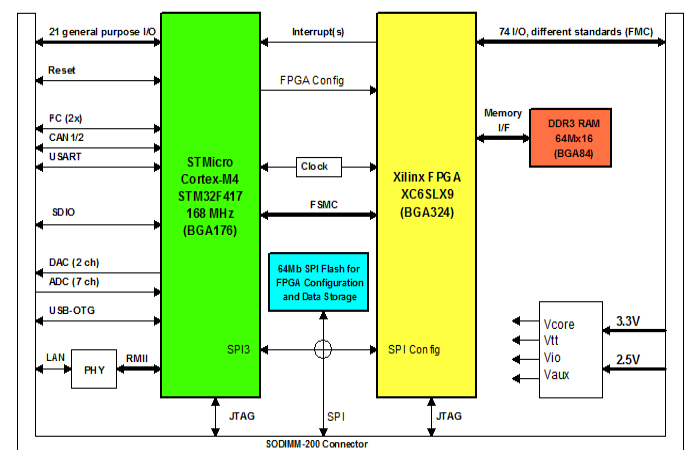 21 general purpose I/O
Interrupt(s)
74 I/O, different standards (FMC)
Reset
FPGA Config
I²C (2x)
CAN1/2
USART
Memory
I/F
DDR3 RAM
64Mx16
(BGA84)
STMicro
Cortex-M4
STM32F417
168 MHz
(BGA176)
Clock
Xilinx FPGA
XC6SLX9
(BGA324)
FSMC
SDIO
DAC (2 ch)
ADC (7 ch)
64Mb SPI Flash for
FPGA Configuration
and Data Storage
USB-OTG
Vcore
Vtt
Vio
Vaux
3.3V
2.5V
SPI3
SPI Config
LAN
PHY
RMII
JTAG
SPI
JTAG
SODIMM-200 Connector